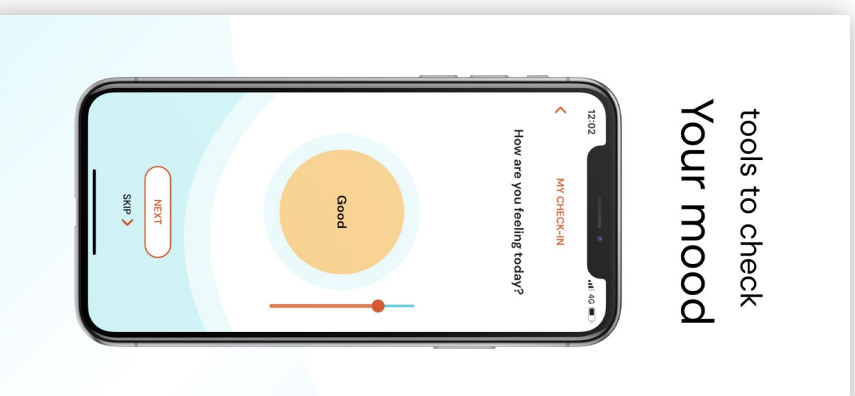 tools to check
Your mood
12:02
4G
MY CHECK-IN
How are you feeling today?
Good
NEXT
SKIP